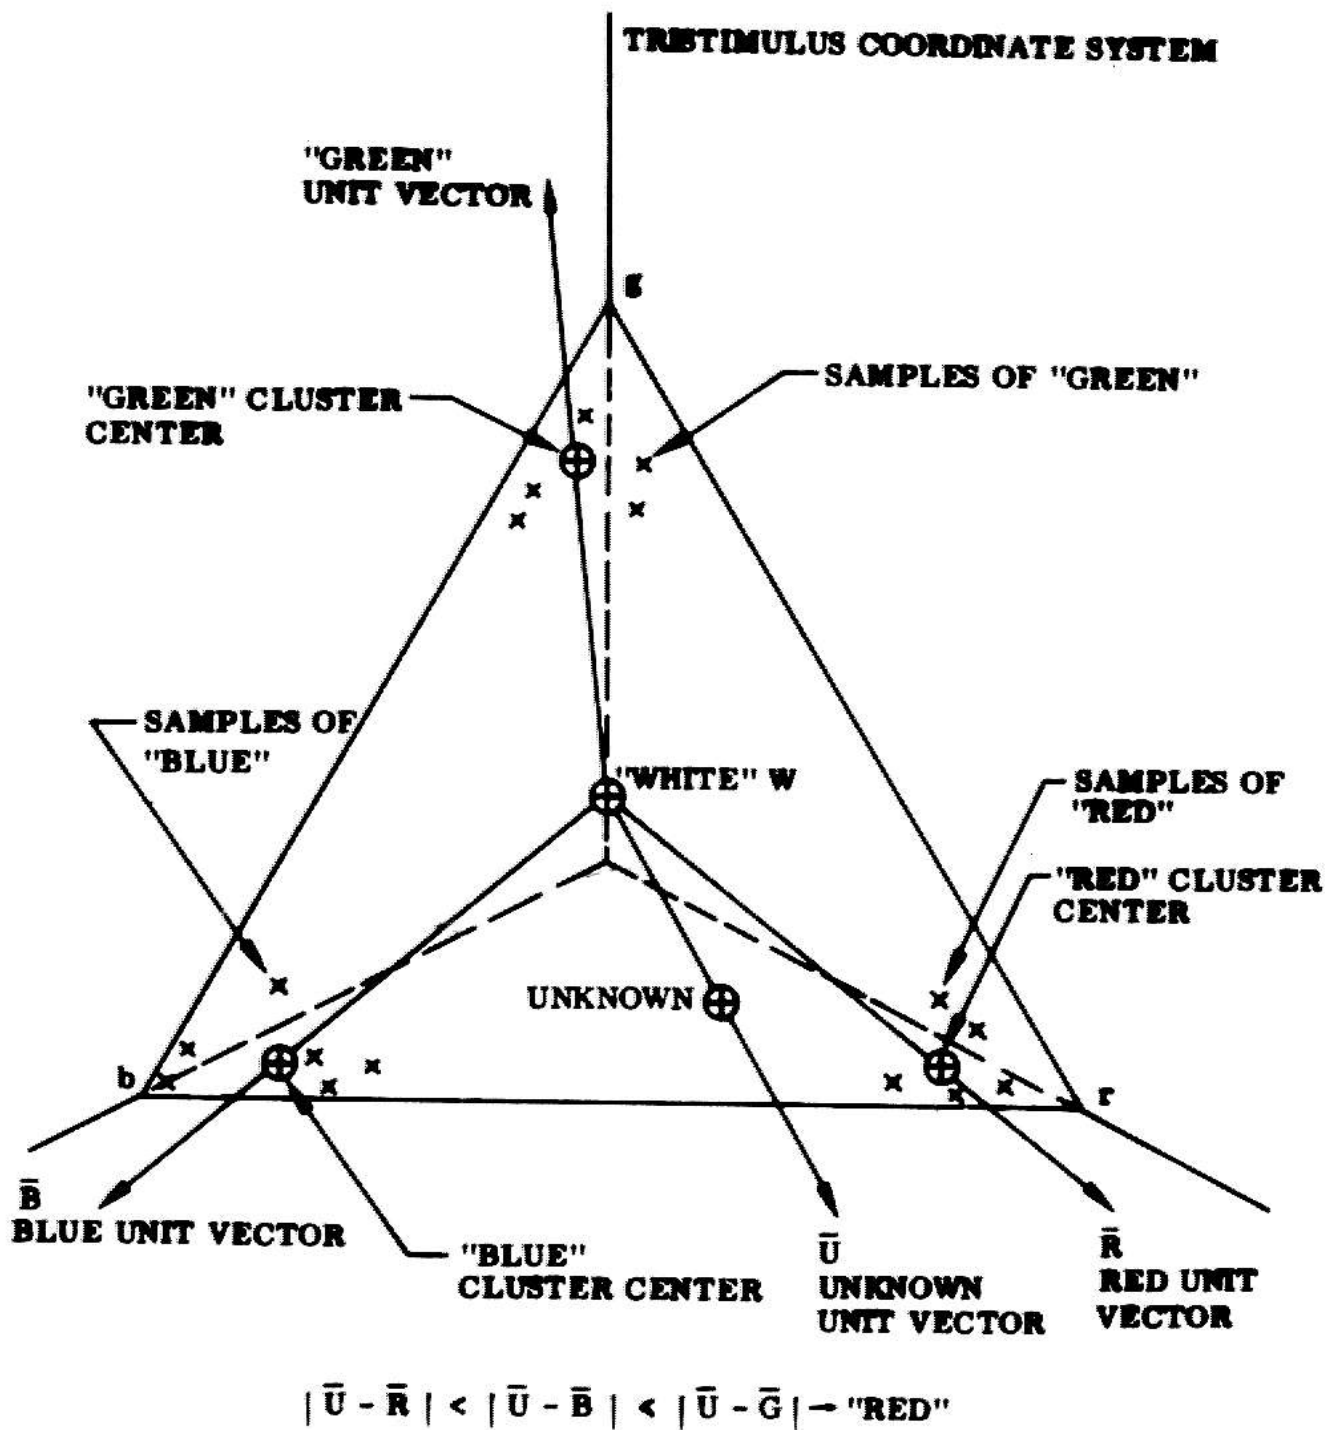 TRISTIMULUS COORDINATE SYSTEM
"GREEN"
UNIT VECTOR
g
SAMPLES OF "GREEN"
"GREEN" CLUSTER
CENTER
SAMPLES OF
"BLUE"
"WHITE" W
SAMPLES OF
"RED"
"RED" CLUSTER
CENTER
UNKNOWN
b
r
B̅
BLUE UNIT VECTOR
"BLUE"
CLUSTER CENTER
U̅
UNKNOWN
UNIT VECTOR
R̅
RED UNIT
VECTOR
| U̅ - R̅ | < | U̅ - B̅ | < | U̅ - G̅ | → "RED"